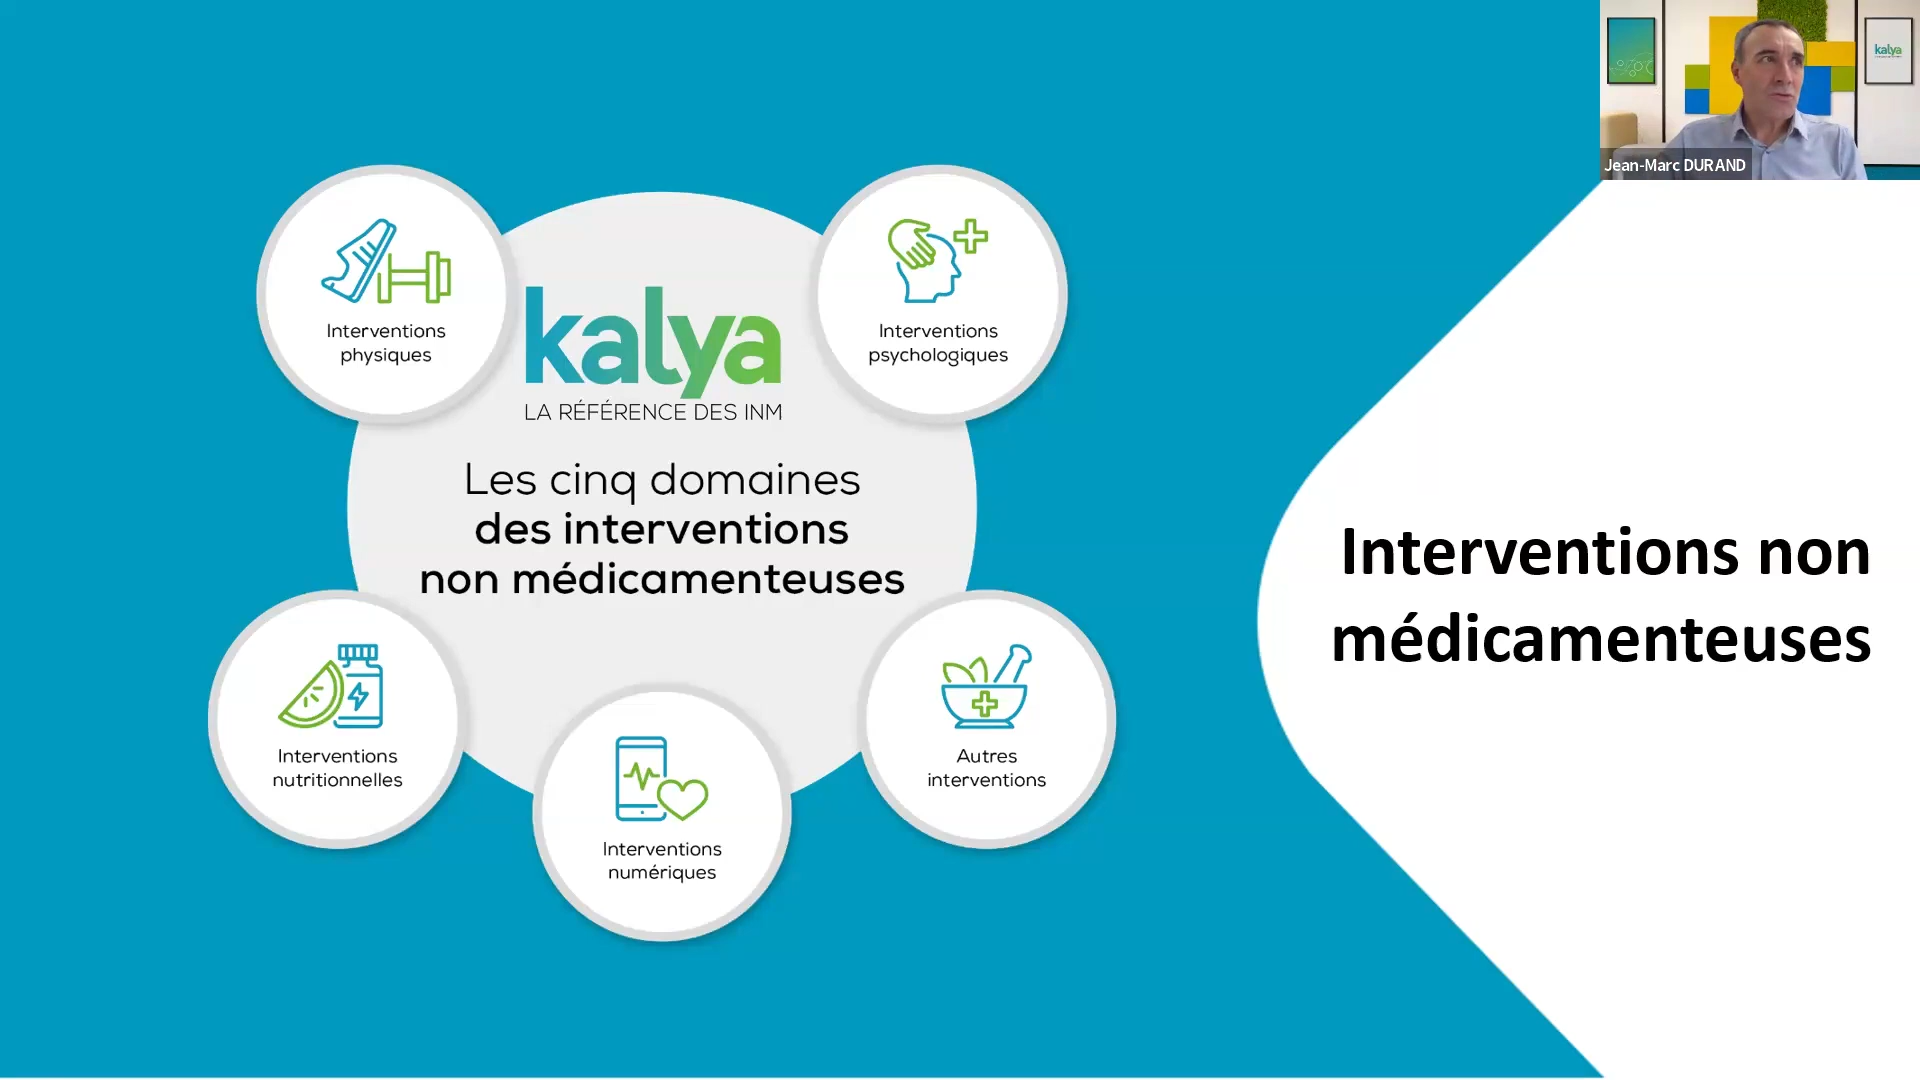 kalya
Jean-Marc DURAND
Interventions
physiques
Interventions
psychologiques
kalya
LA RÉFÉRENCE DES INM
Les cinq domaines
des interventions
non médicamenteuses
Interventions non
médicamenteuses
Interventions
nutritionnelles
Autres
interventions
Interventions
numériques